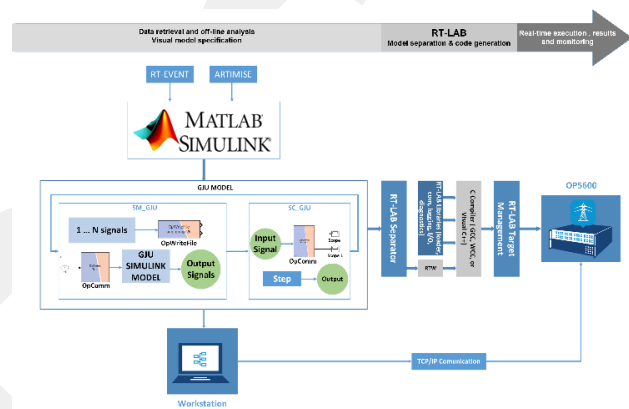 Data retrieval and off-line analysis
Visual model specification
RT-LAB
Model separation & code generation
Real-time execution , results
and monitoring
RT-EVENT
ARTIMISE
MATLAB
SIMULINK®
GJU MODEL
SM_GJU
1 ... N signals
OpWriteFile
OpComm
GJU
SIMULINK
MODEL
Output
Signals
SC_GJU
Input
Signal
OpComm
Scope
Step
Output
RT-LAB Separator
RT-LAB libraries (loader,
com, logging, I/O,
diagnostics)
RTW
C Compiler ( GCC, WCC, or
Visual C++)
RT-LAB Target
Management
OP5600
Workstation
TCP/IP Comunication